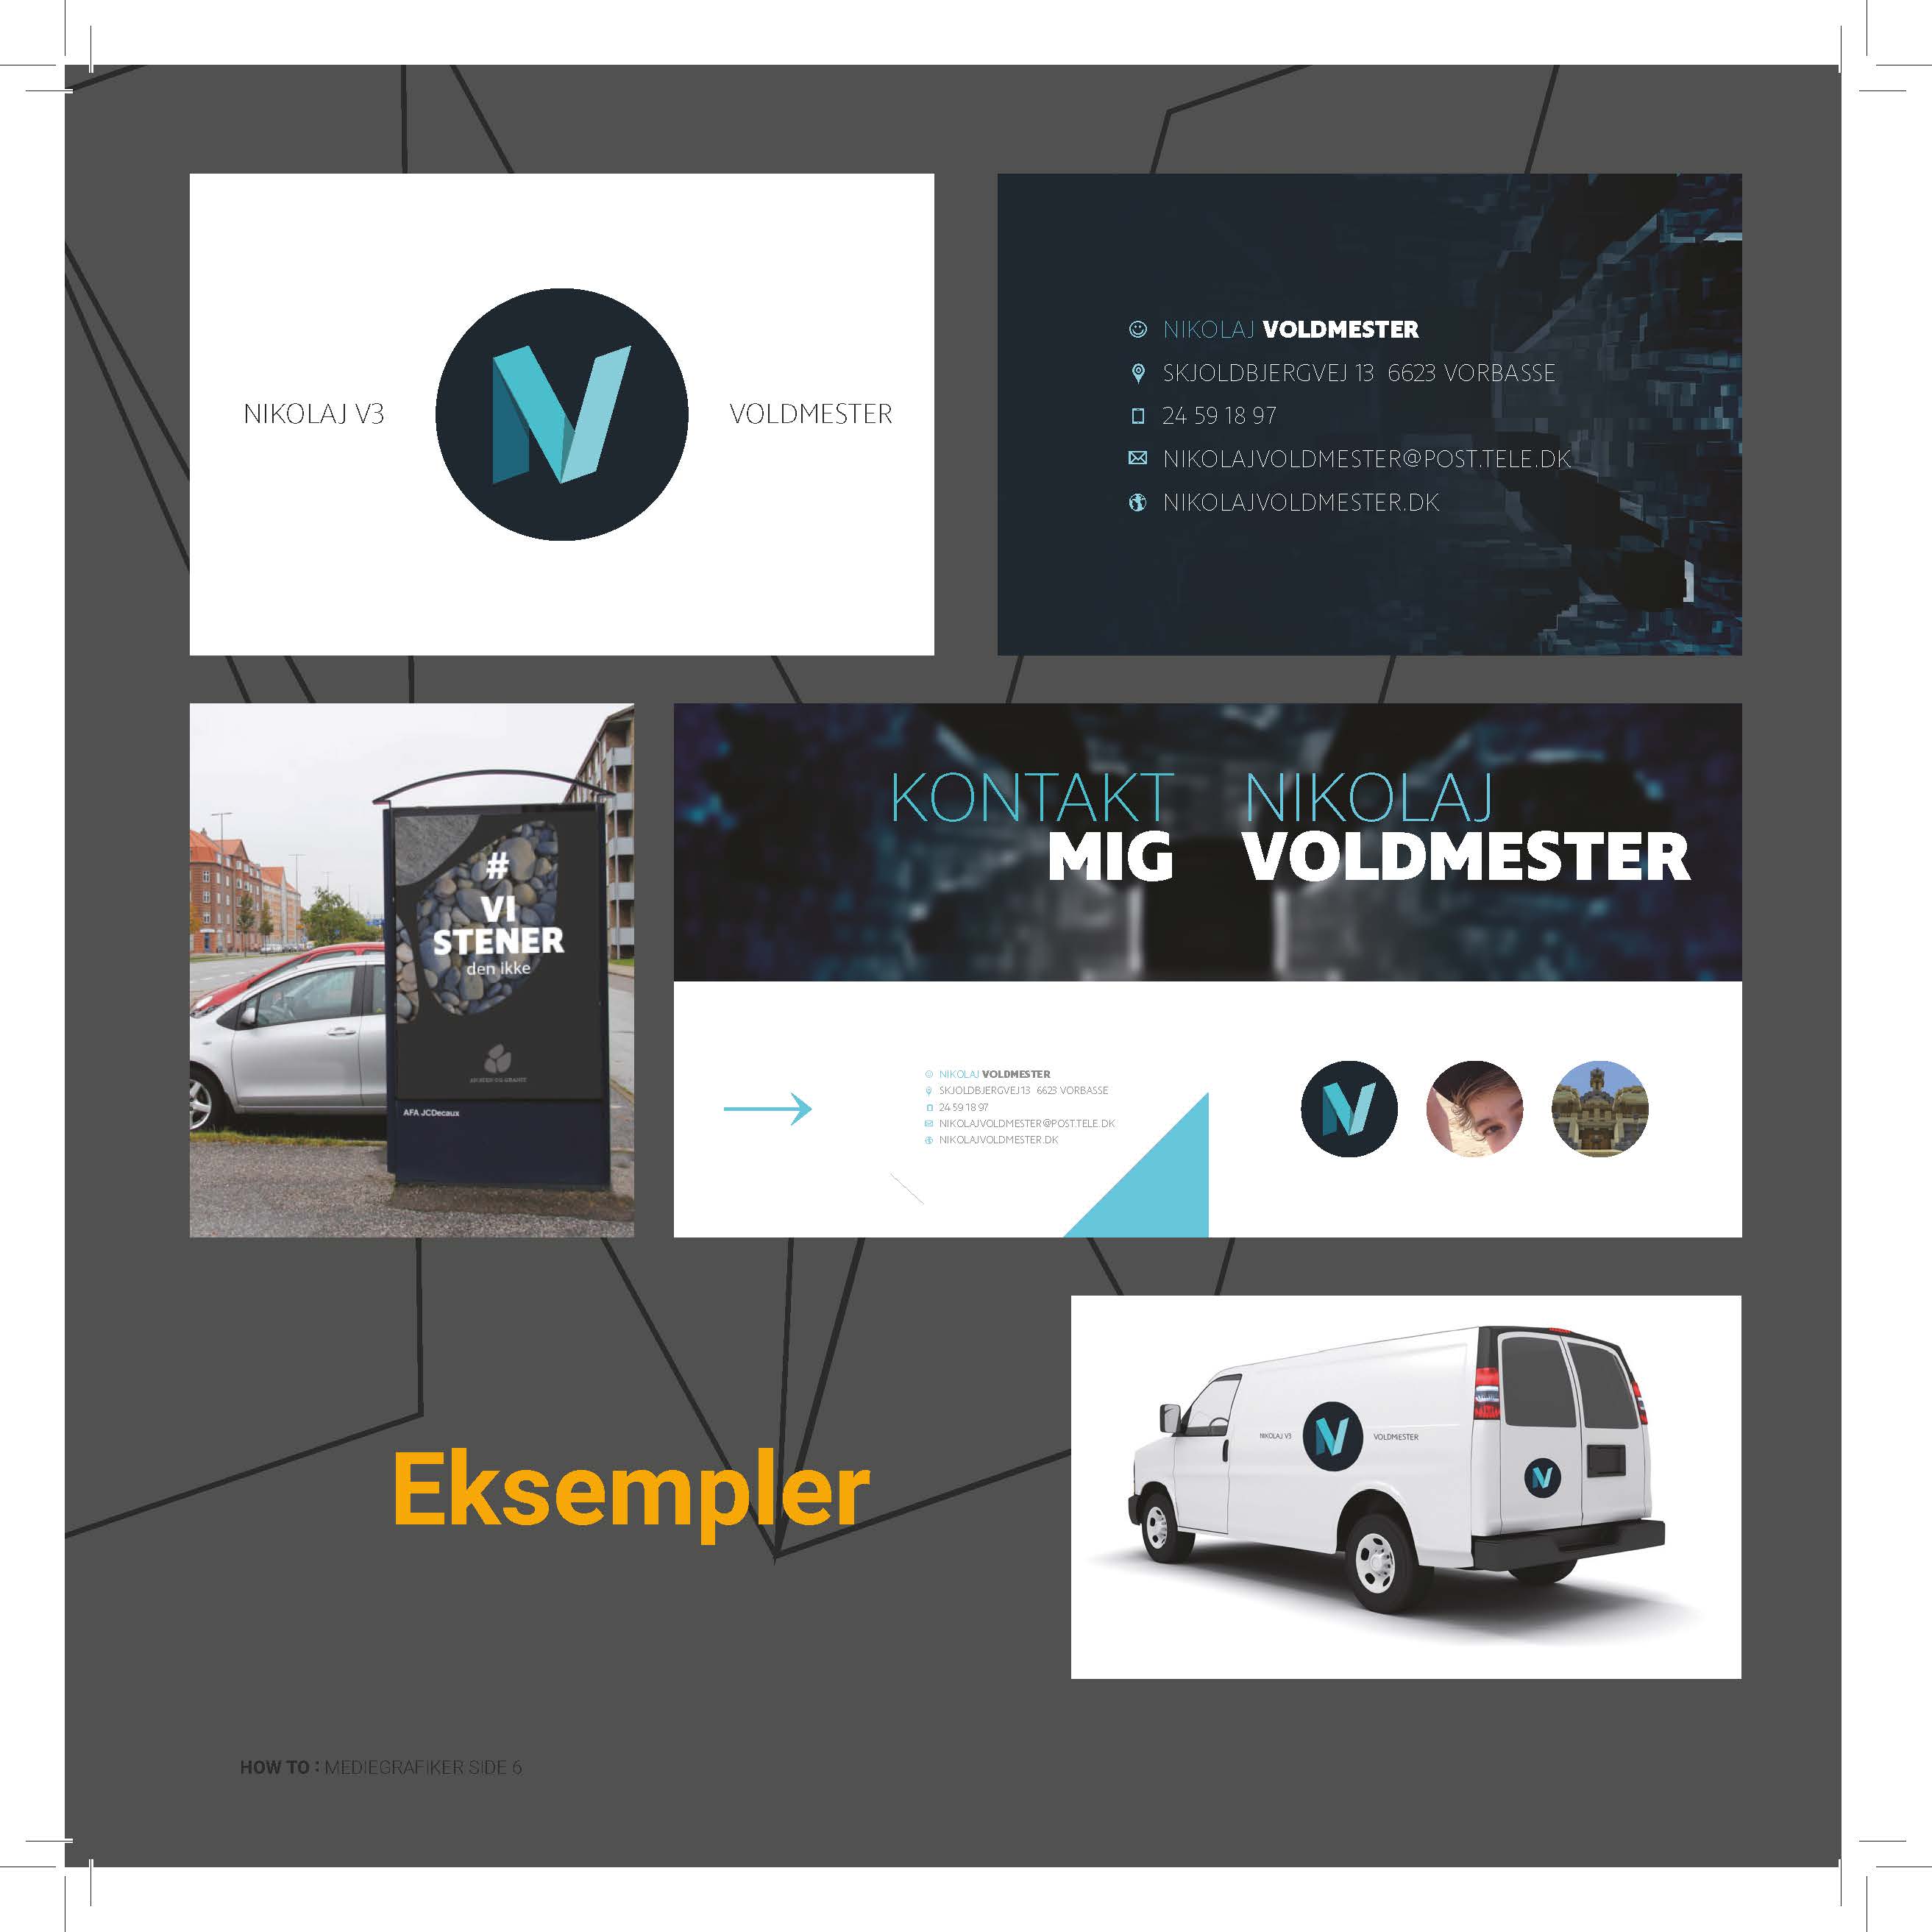 NIKOLAJ V3
VOLDMESTER
NIKOLAJ VOLDMESTER
SKJOLDBJERGVEJ 13 6623 VORBASSE
24 59 18 97
NIKOLAJVOLDMESTER@POST.TELE.DK
NIKOLAJVOLDMESTER.DK
#
VI
STENER
den ikke
AFA JCDecaux
KONTAKT
MIG
NIKOLAJ
VOLDMESTER
NIKOLAJ VOLDMESTER
SKJOLDBJERGVEJ 13 6623 VORBASSE
24 59 18 97
NIKOLAJVOLDMESTER@POST.TELE.DK
NIKOLAJVOLDMESTER.DK
NIKOLAJ V3
VOLDMESTER
Eksempler
HOW TO : MEDIEGRAFIKER SIDE 6